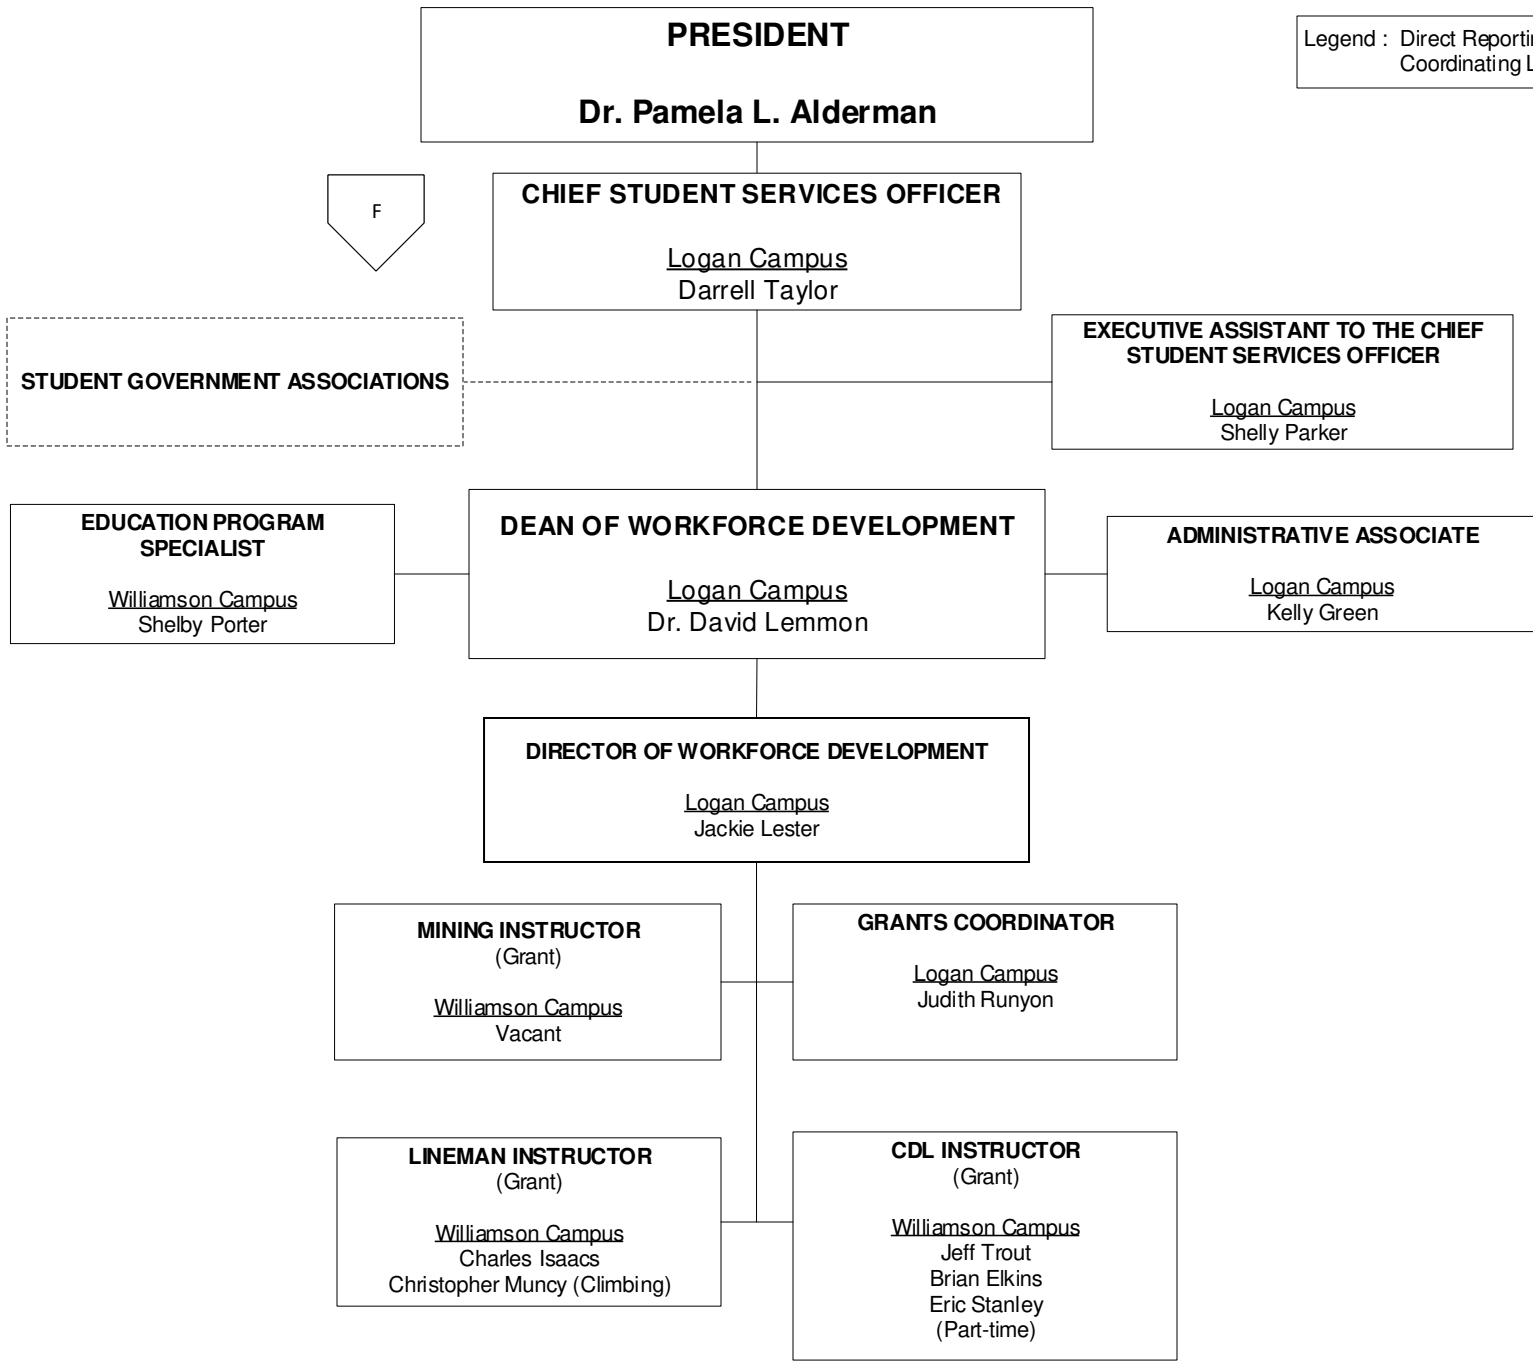 PRESIDENT
Dr. Pamela L. Alderman
Legend : Direct Reporting
Coordinating L
F
CHIEF STUDENT SERVICES OFFICER
Logan Campus
Darrell Taylor
STUDENT GOVERNMENT ASSOCIATIONS
EXECUTIVE ASSISTANT TO THE CHIEF
STUDENT SERVICES OFFICER
Logan Campus
Shelly Parker
EDUCATION PROGRAM
SPECIALIST
Williamson Campus
Shelby Porter
DEAN OF WORKFORCE DEVELOPMENT
Logan Campus
Dr. David Lemmon
ADMINISTRATIVE ASSOCIATE
Logan Campus
Kelly Green
DIRECTOR OF WORKFORCE DEVELOPMENT
Logan Campus
Jackie Lester
MINING INSTRUCTOR
(Grant)
Williamson Campus
Vacant
GRANTS COORDINATOR
Logan Campus
Judith Runyon
LINEMAN INSTRUCTOR
(Grant)
Williamson Campus
Charles Isaacs
Christopher Muncy (Climbing)
CDL INSTRUCTOR
(Grant)
Williamson Campus
Jeff Trout
Brian Elkins
Eric Stanley
(Part-time)